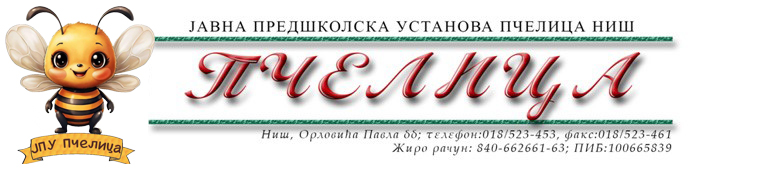 ЈАВНА ПРЕДШКОЛСКА УСТАНОВА ПЧЕЛИЦА НИШ
ПЧЕЛИЦА
Ниш, Орловића Павла бб; телефон:018/523-453, факс:018/523-461
Жиро рачун: 840-662661-63; ПИБ:100665839
ЈПУ Пчелица